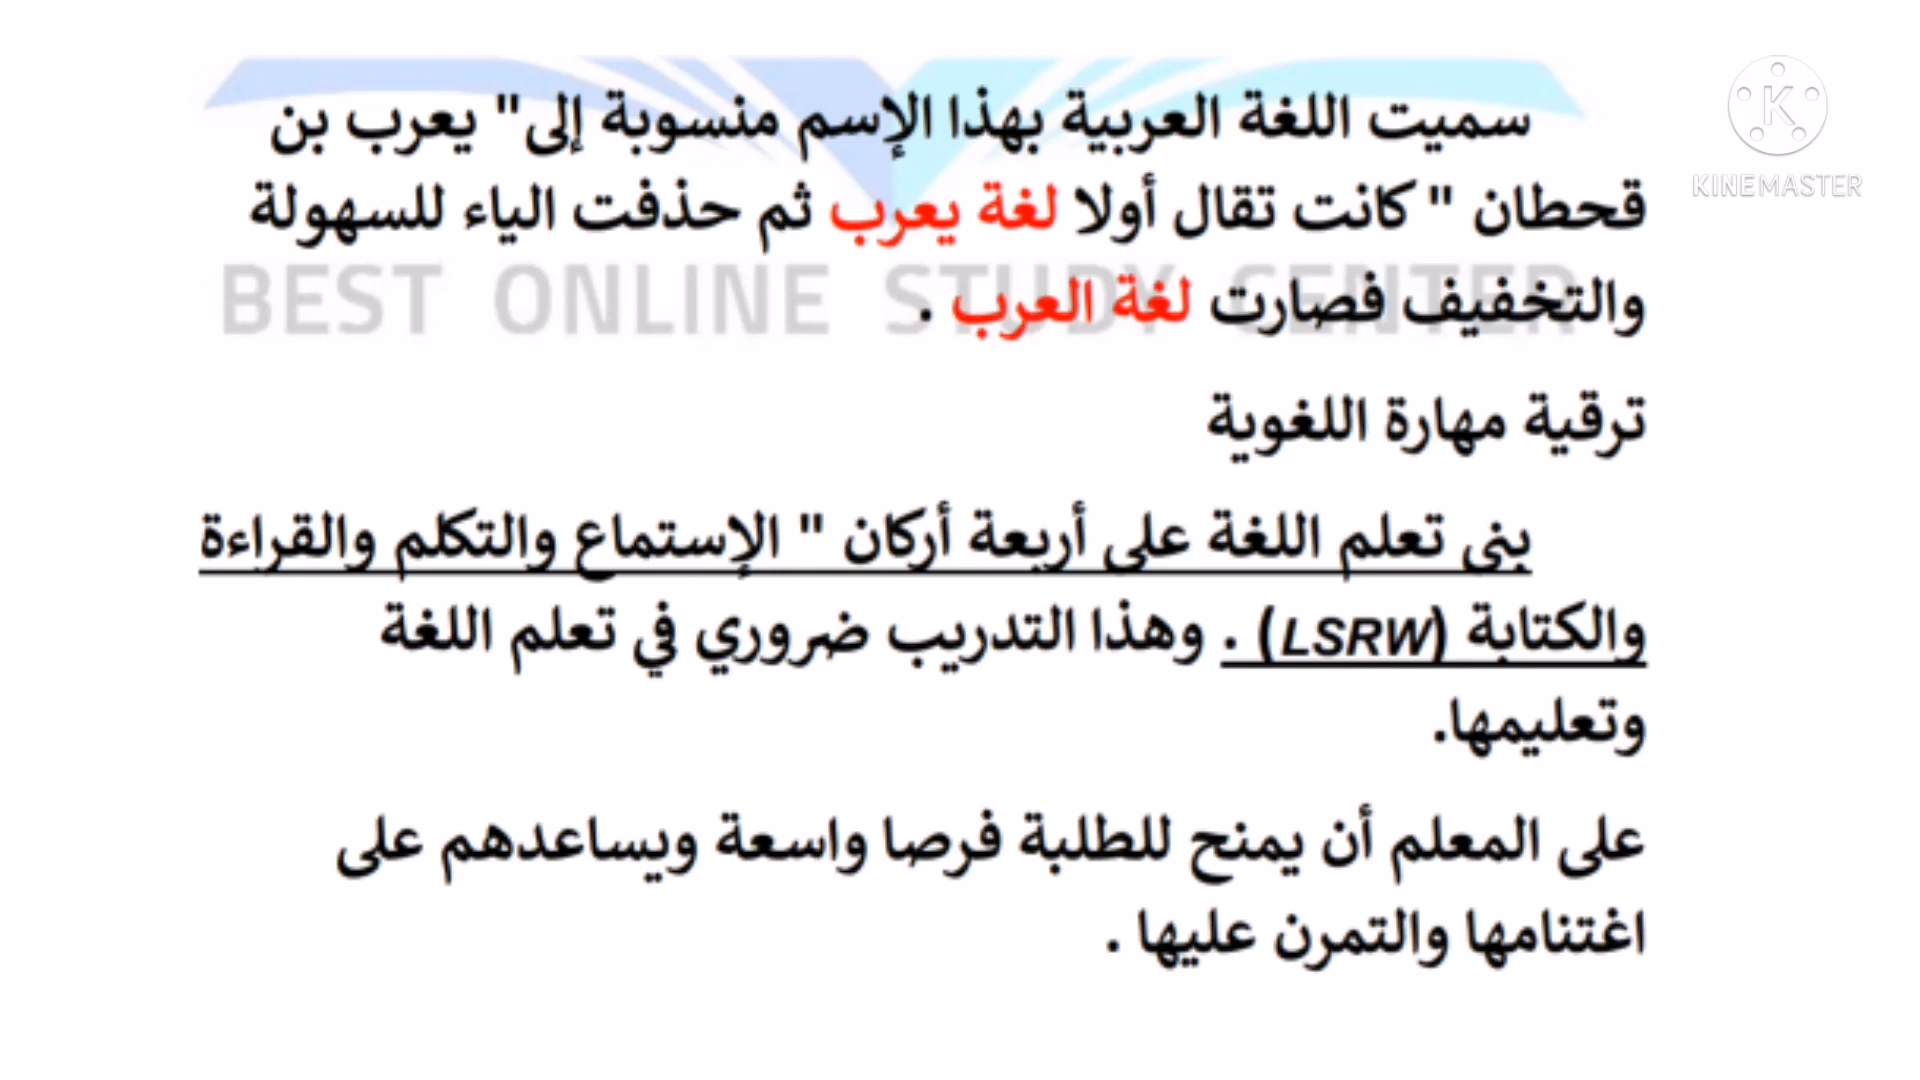 سميت اللغة العربية بهذا الإسم منسوبة إلى" يعرب بن
قحطان " كانت تقال أولا لغة يعرب ثم حذفت الياء للسهولة
والتخفيف فصارت لغة العرب .
ترقية مهارة اللغوية
بنى تعلم اللغة على أربعة أركان " الإستماع والتكلم والقراءة
والكتابة (LSRW) . وهذا التدريب ضروري في تعلم اللغة
وتعليمها.
على المعلم أن يمنح للطلبة فرصا واسعة ويساعدهم على
اغتنامها والتمرن عليها .
BEST ONLINE STUDY CENTER
K
KINEMASTER